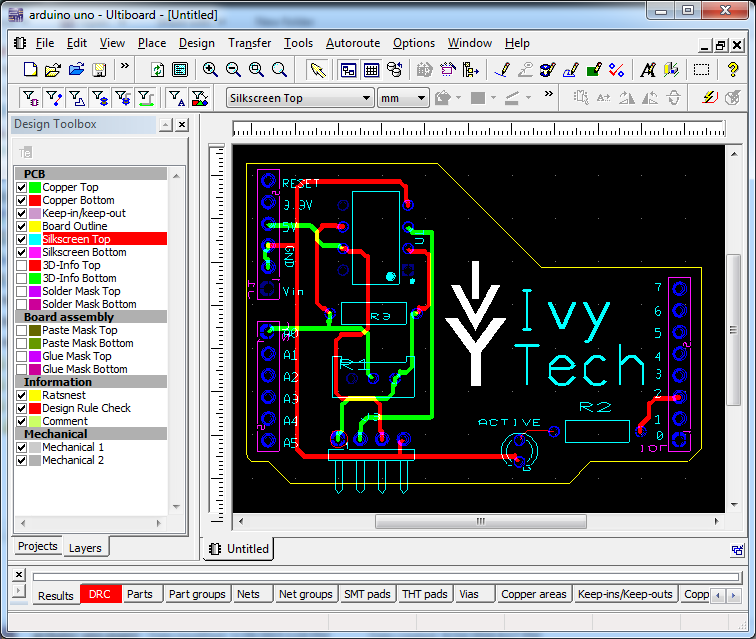 arduino uno - Ultiboard - [Untitled]
File Edit View Place Design Transfer Tools Autoroute Options Window Help
Silkscreen Top mm
Design Toolbox
PCB
Copper Top
Copper Bottom
Keep-in/keep-out
Board Outline
Silkscreen Top
Silkscreen Bottom
3D-Info Top
3D-Info Bottom
Solder Mask Top
Solder Mask Bottom
Board assembly
Paste Mask Top
Paste Mask Bottom
Glue Mask Top
Glue Mask Bottom
Information
Ratsnest
Design Rule Check
Comment
Mechanical
Mechanical 1
Mechanical 2
Projects Layers
RESET
3.3V
5V
GND
Vin
A0
A1
A2
A3
A4
A5
R3
R1
Ivy
Tech
7
6
5
4
3
2
1
0
R2
ACTIVE
Untitled
Results DRC Parts Part groups Nets Net groups SMT pads THT pads Vias Copper areas Keep-ins/Keep-outs Copp